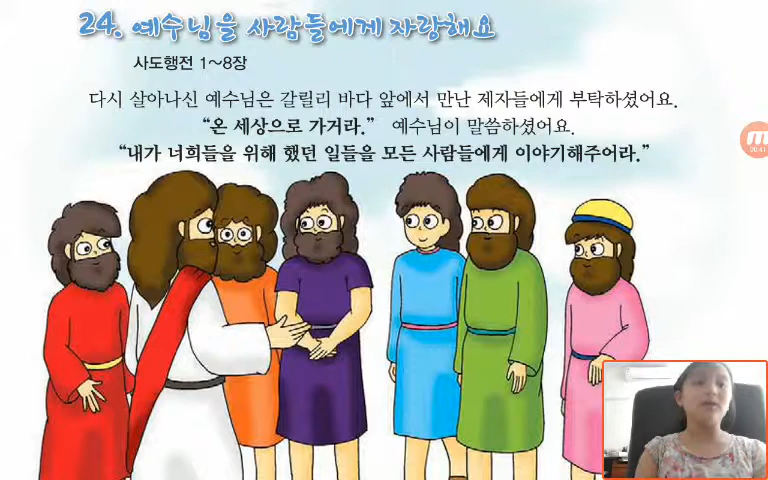 24. 예수님을 사람들에게 자랑해요
사도행전 1~8장
다시 살아나신 예수님은 갈릴리 바다 앞에서 만난 제자들에게 부탁하셨어요.
“온 세상으로 가거라.” 예수님이 말씀하셨어요.
“내가 너희들을 위해 했던 일들을 모든 사람들에게 이야기해주어라.”
00:41